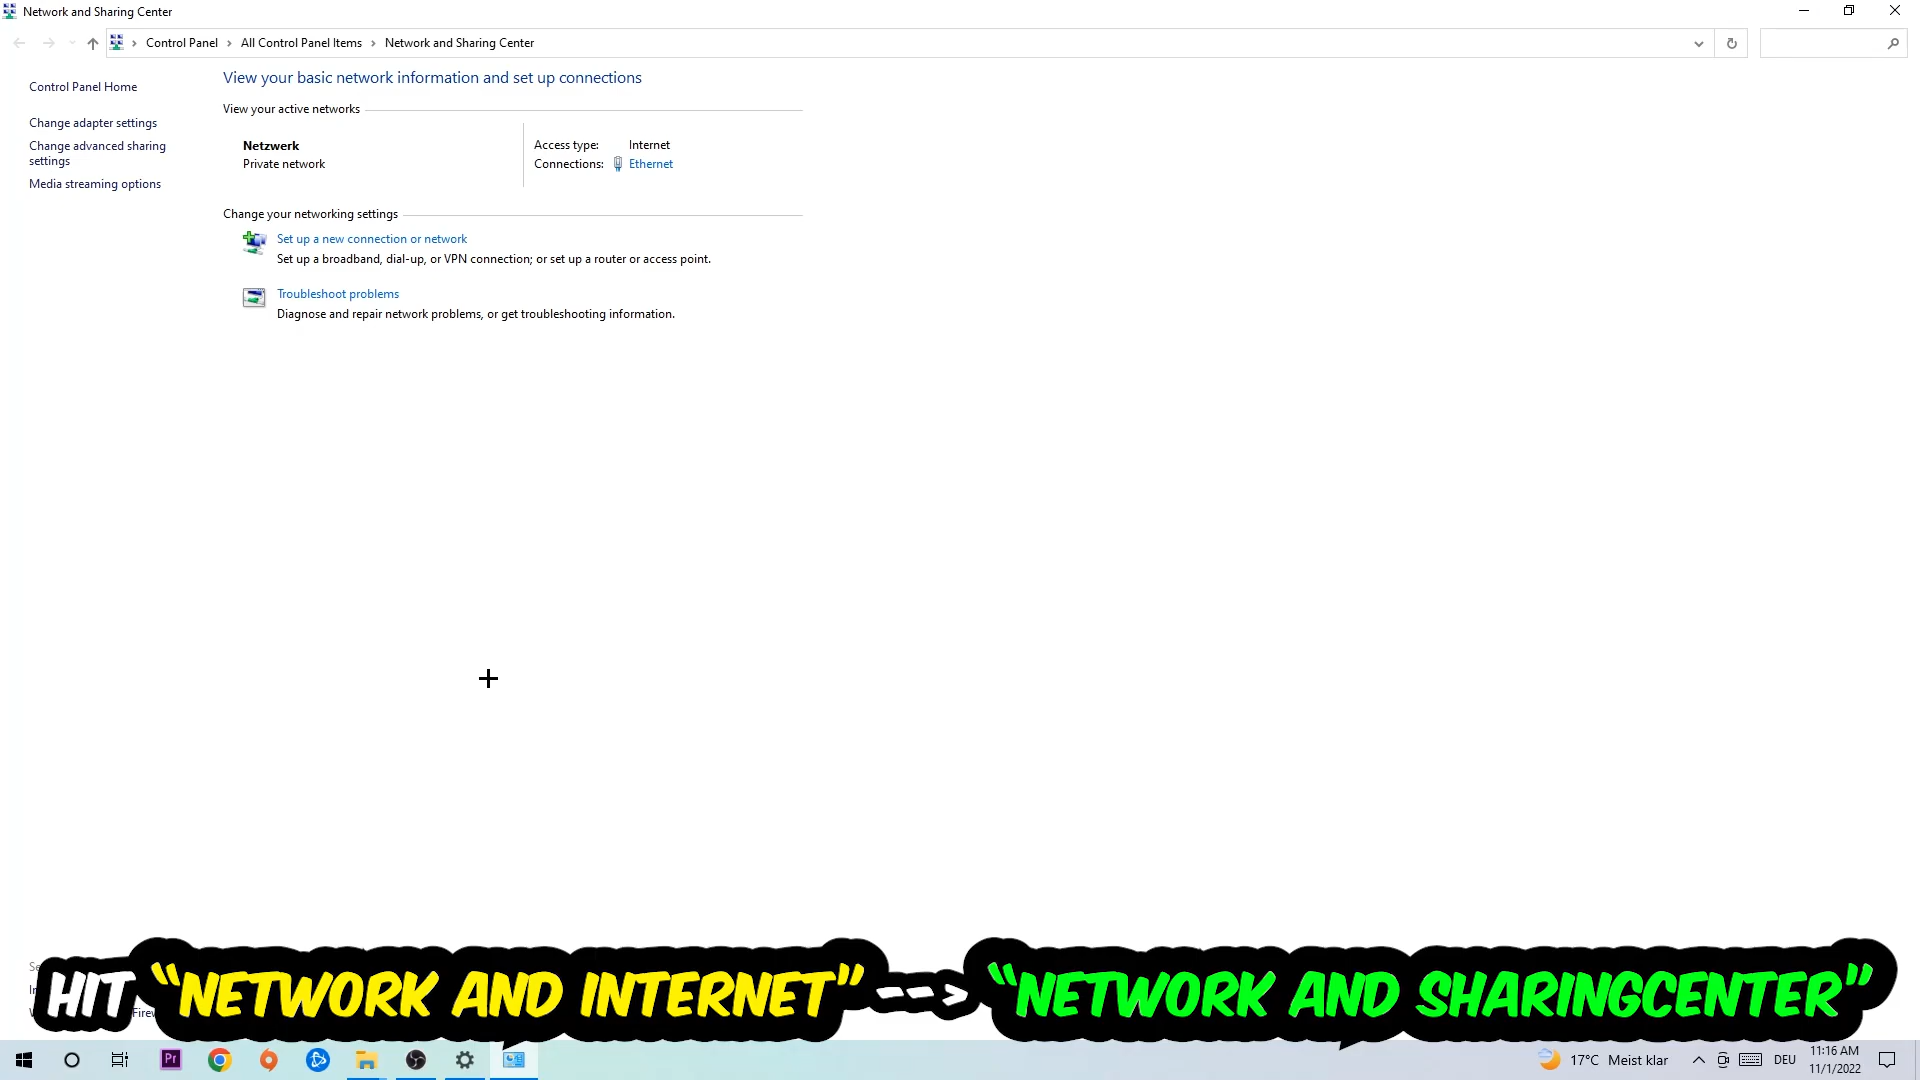 Network and Sharing Center
Control Panel › All Control Panel Items › Network and Sharing Center
Control Panel Home
Change adapter settings
Change advanced sharing
settings
Media streaming options
View your basic network information and set up connections
View your active networks
Netzwerk
Private network
Access type: Internet
Connections: Ethernet
Change your networking settings
Set up a new connection or network
Set up a broadband, dial-up, or VPN connection; or set up a router or access point.
Troubleshoot problems
Diagnose and repair network problems, or get troubleshooting information.
HIT “NETWORK AND INTERNET” ---> “NETWORK AND SHARINGCENTER”
Pr
17°C Meist klar
DEU
11:16 AM
11/1/2022